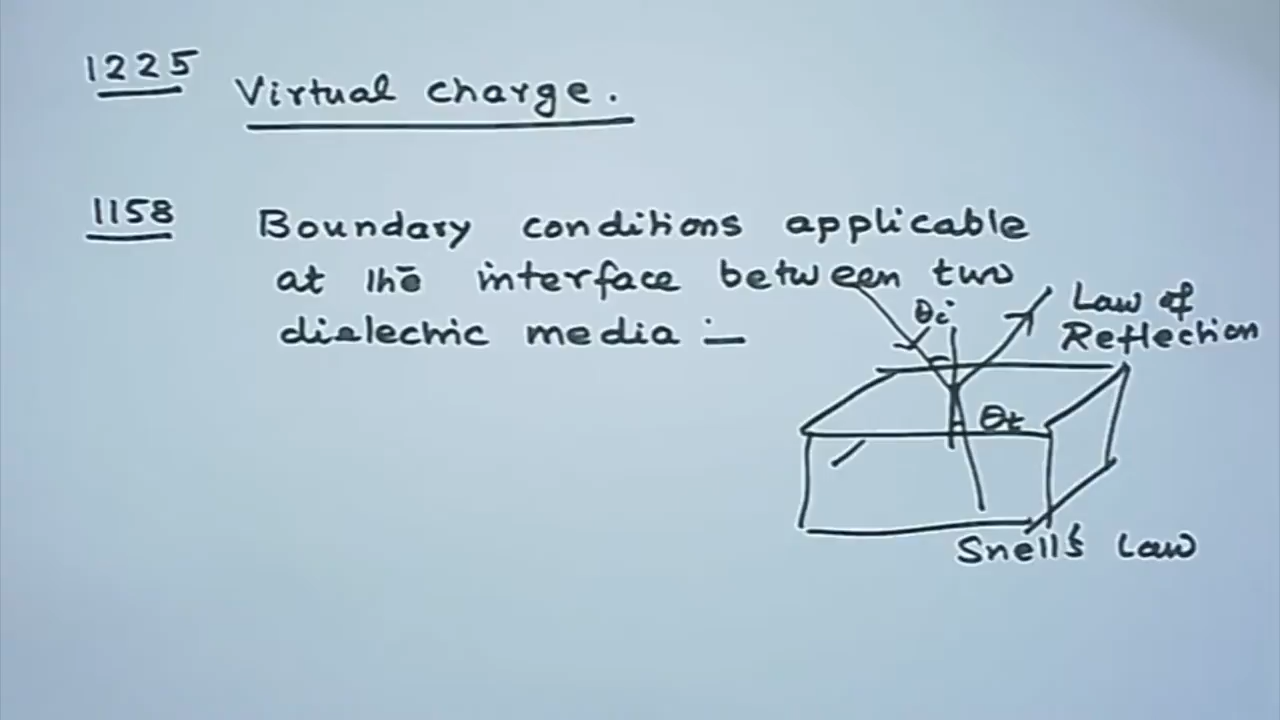 1225 Virtual charge.
1158 Boundary conditions applicable
at the interface between two
dielectric media :-
θi
Law of
Reflection
θt
Snell's Law